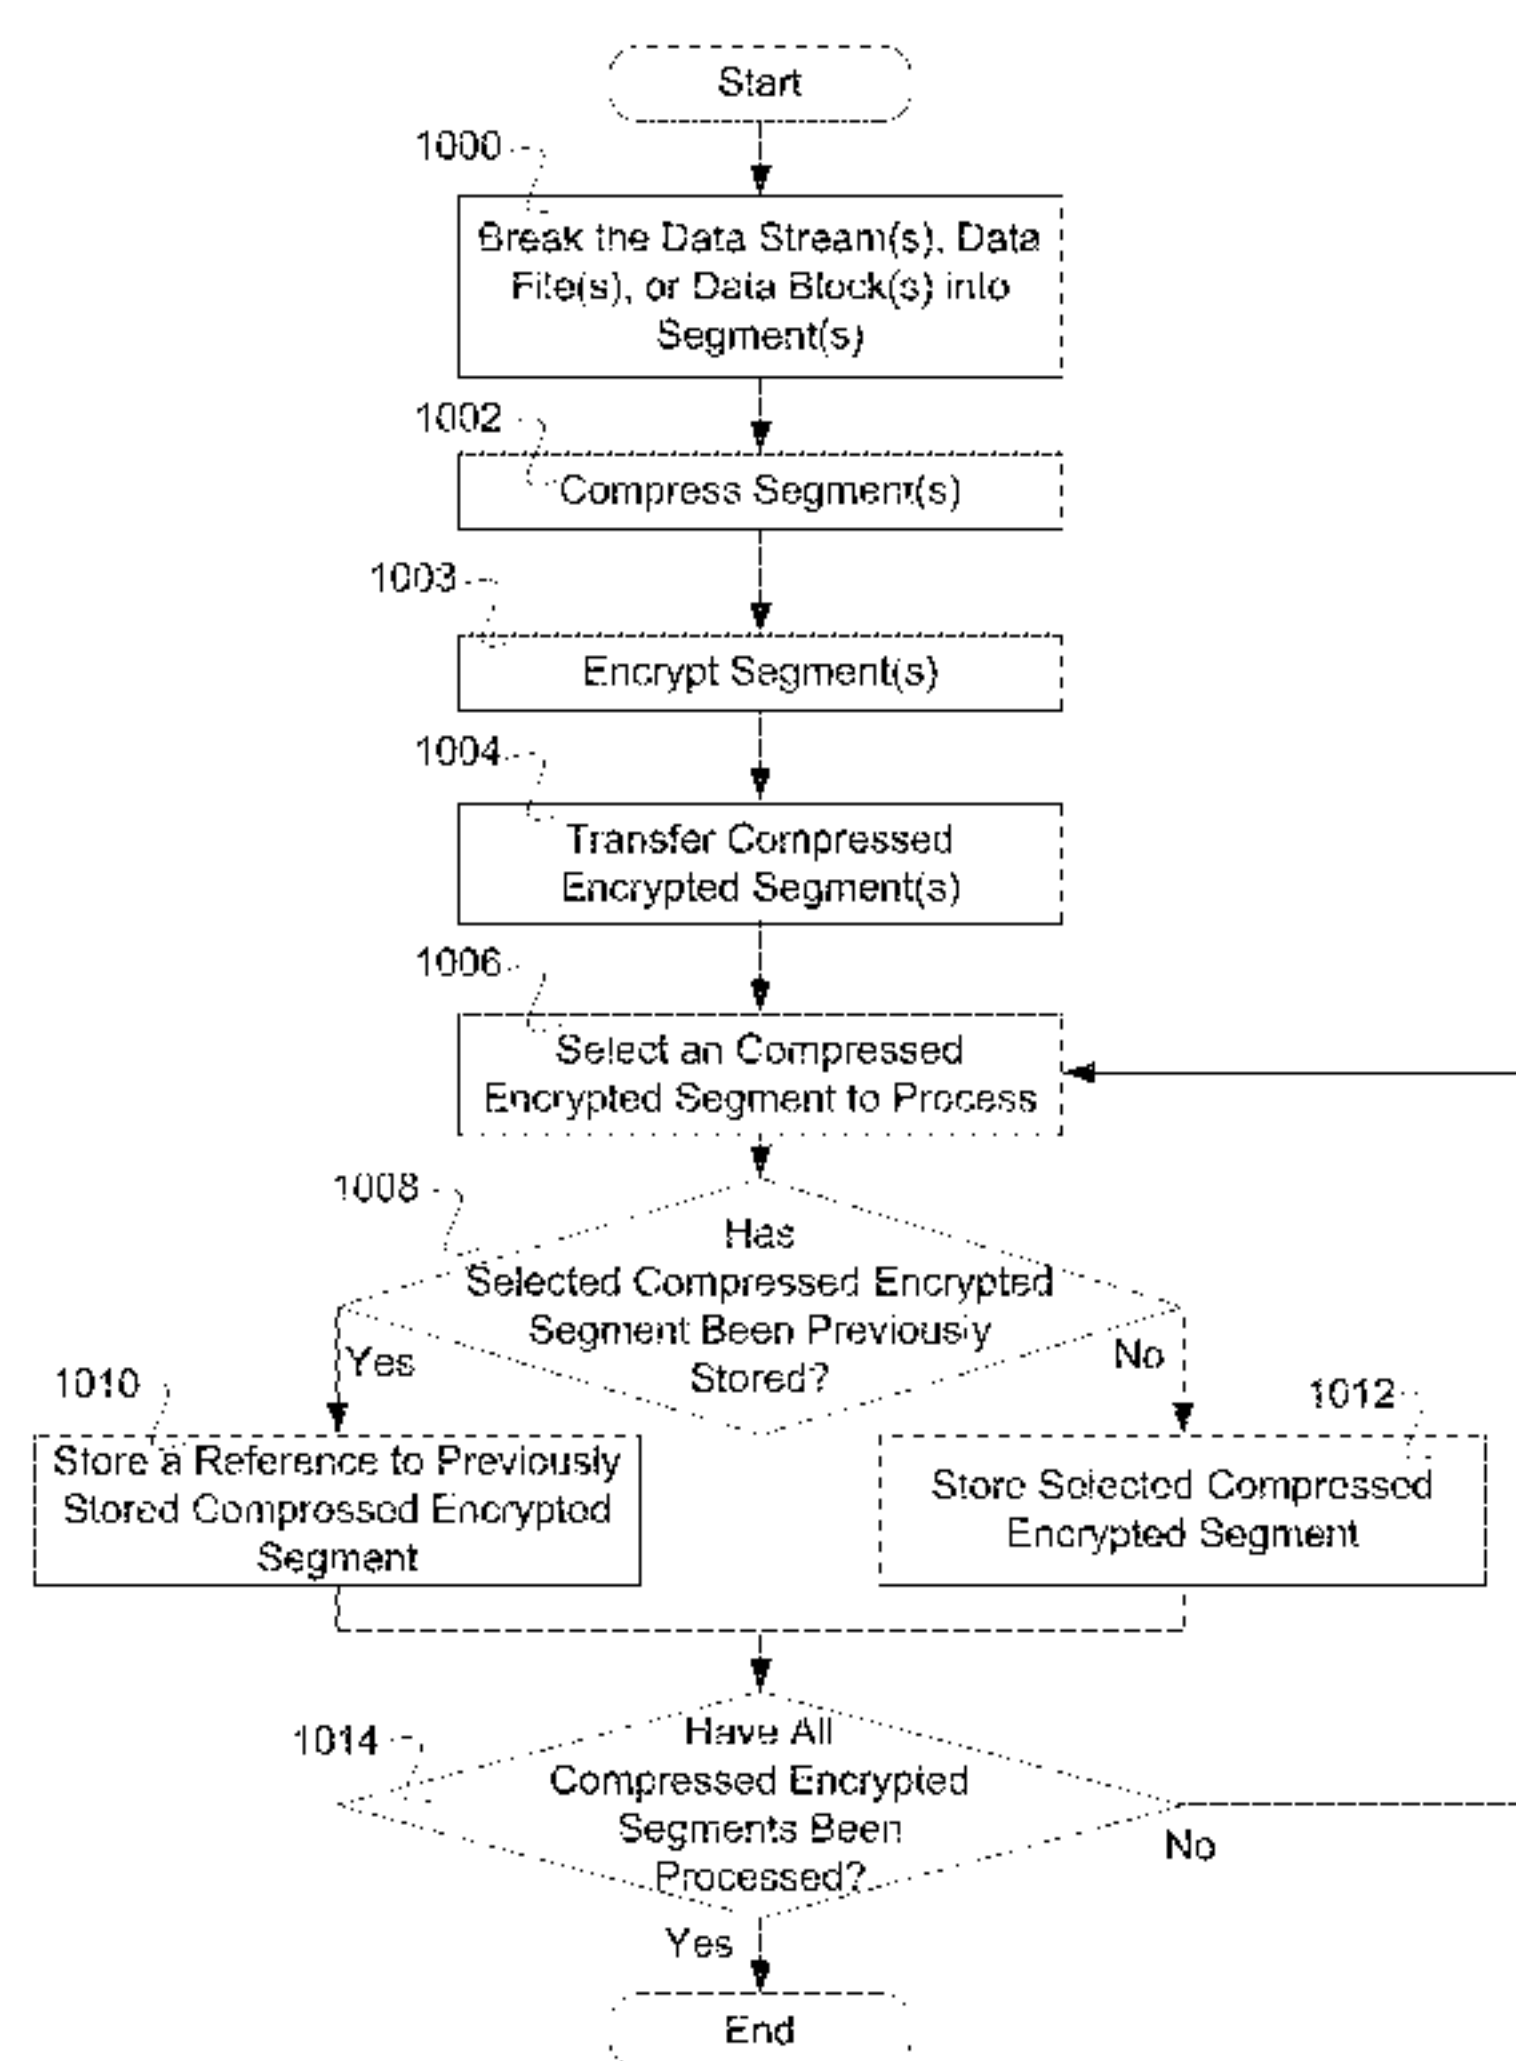 Start
1000
Break the Data Stream(s), Data
File(s), or Data Block(s) into
Segment(s)
1002
Compress Segment(s)
1003
Encrypt Segment(s)
1004
Transfer Compressed
Encrypted Segment(s)
1006
Select an Compressed
Encrypted Segment to Process
1008
Has
Selected Compressed Encrypted
Segment Been Previously
Stored?
Yes
No
1010
1012
Store a Reference to Previously
Stored Compressed Encrypted
Segment
Store Selected Compressed
Encrypted Segment
1014
Have All
Compressed Encrypted
Segments Been
Processed?
No
Yes
End